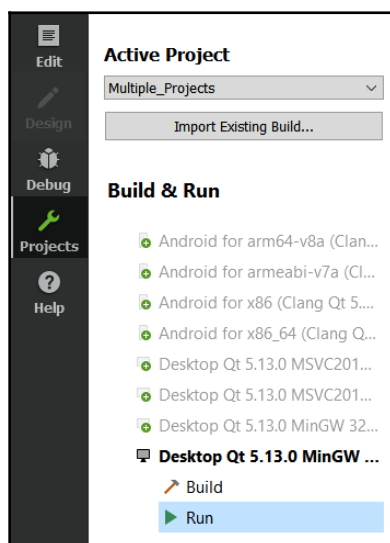 Edit
Design
Debug
Projects
Help
Active Project
Multiple_Projects
Import Existing Build...
Build & Run
Android for arm64-v8a (Clan...
Android for armeabi-v7a (Cl...
Android for x86 (Clang Qt 5....
Android for x86_64 (Clang Q...
Desktop Qt 5.13.0 MSVC201...
Desktop Qt 5.13.0 MSVC201...
Desktop Qt 5.13.0 MinGW 32...
Desktop Qt 5.13.0 MinGW ...
Build
Run